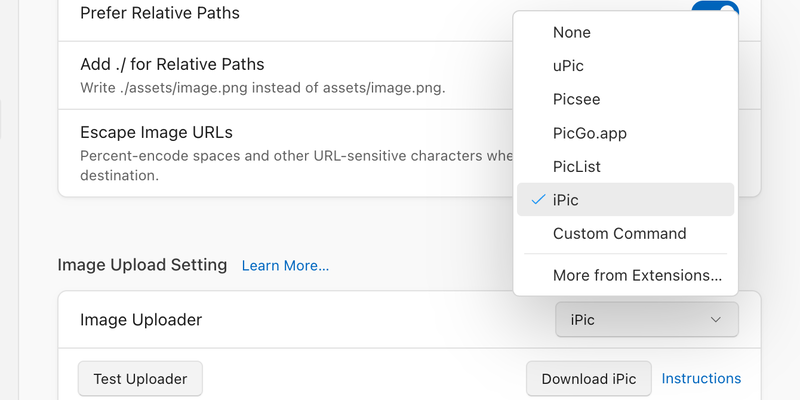 Prefer Relative Paths
Add ./ for Relative Paths
Write ./assets/image.png instead of assets/image.png.
Escape Image URLs
Percent-encode spaces and other URL-sensitive characters
destination.
None
uPic
Picsee
PicGo.app
PicList
iPic
Custom Command
More from Extensions...
Image Upload Setting Learn More...
Image Uploader iPic
Test Uploader Download iPic Instructions